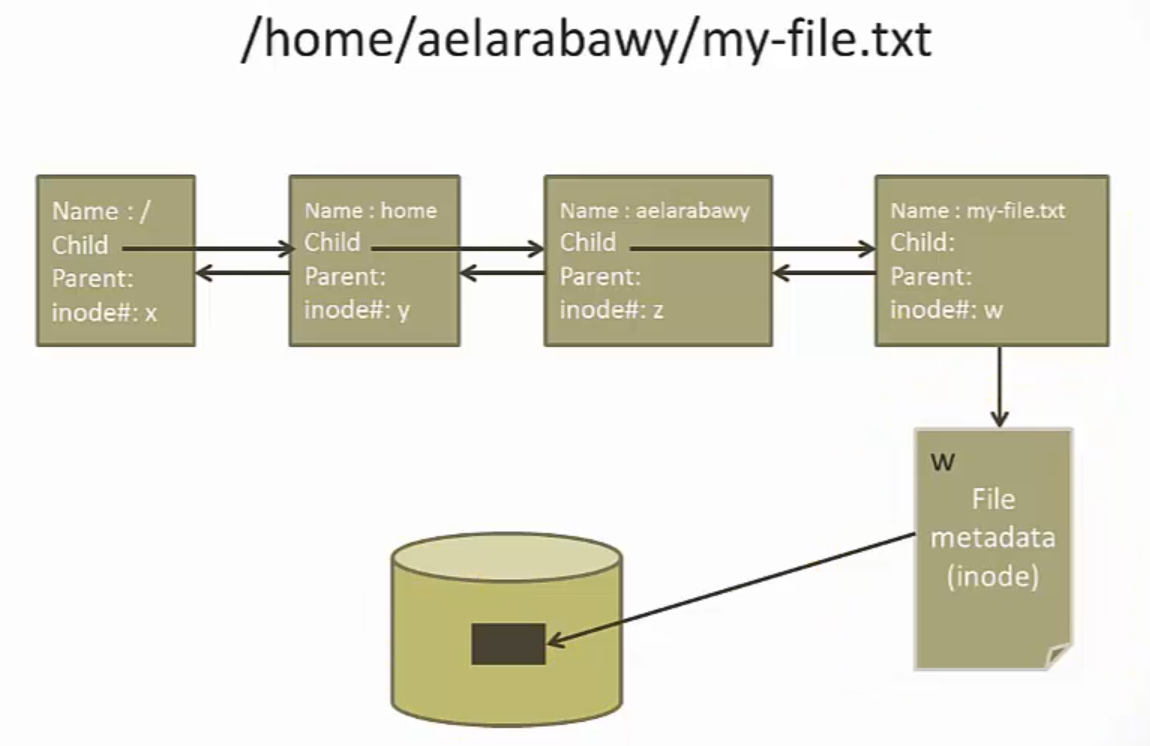 /home/aelarabawy/my-file.txt
Name : /
Child
Parent:
inode#: x
Name : home
Child
Parent:
inode#: y
Name : aelarabawy
Child
Parent:
inode#: z
Name : my-file.txt
Child:
Parent:
inode#: w
w
File
metadata
(inode)